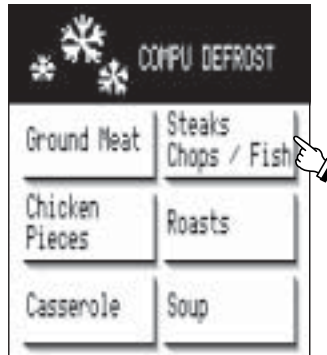 COMPU DEFROST
Ground Meat
Steaks
Chops / Fish
Chicken
Pieces
Roasts
Casserole
Soup